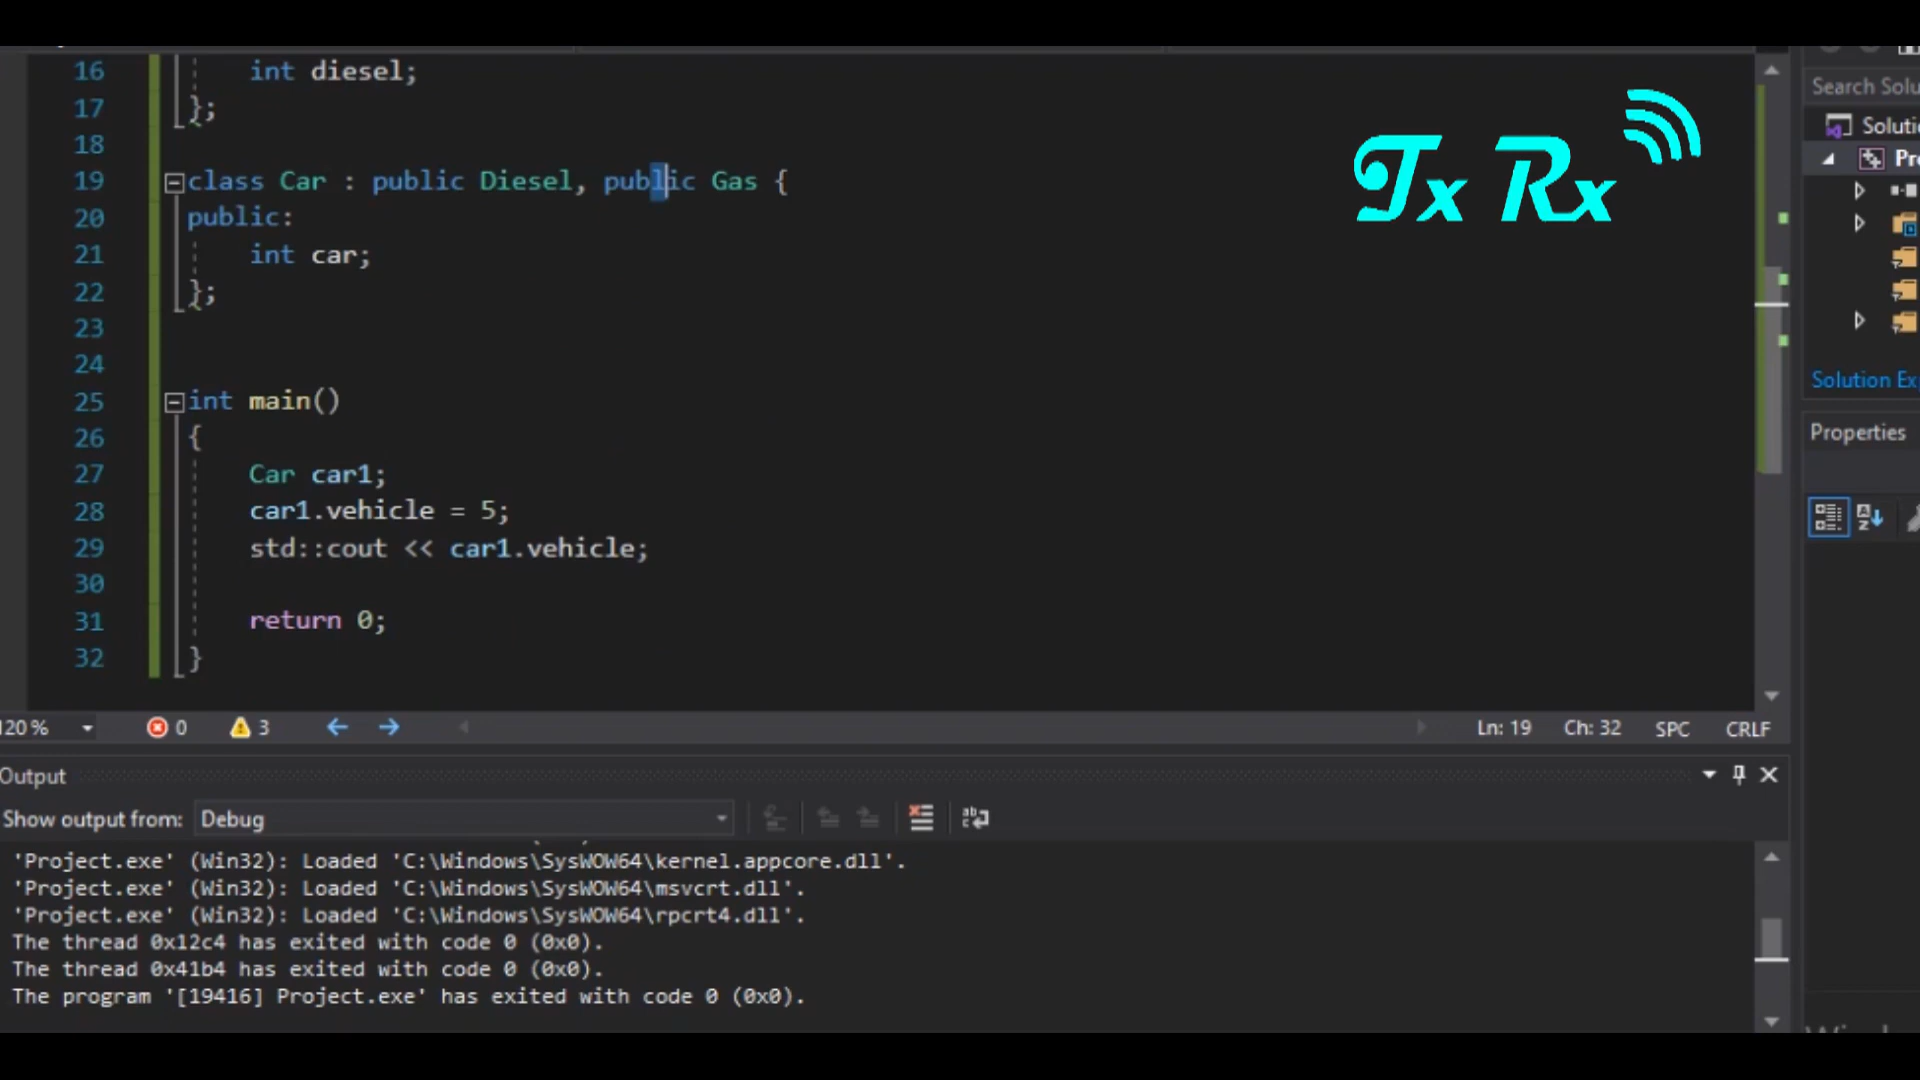 Search Solu
16 int diesel;
17 };
18
Tx Rx
Soluti
Pr
19 class Car : public Diesel, public Gas {
20 public:
21 int car;
22 };
23
24
25 int main()
26 {
27 Car car1;
28 car1.vehicle = 5;
29 std::cout << car1.vehicle;
30
31 return 0;
32 }
Solution Ex
Properties
120 % 0 3 Ln: 19 Ch: 32 SPC CRLF
Output
Show output from: Debug
'Project.exe' (Win32): Loaded 'C:\Windows\SysWOW64\kernel.appcore.dll'.
'Project.exe' (Win32): Loaded 'C:\Windows\SysWOW64\msvcrt.dll'.
'Project.exe' (Win32): Loaded 'C:\Windows\SysWOW64\rpcrt4.dll'.
The thread 0x12c4 has exited with code 0 (0x0).
The thread 0x41b4 has exited with code 0 (0x0).
The program '[19416] Project.exe' has exited with code 0 (0x0).